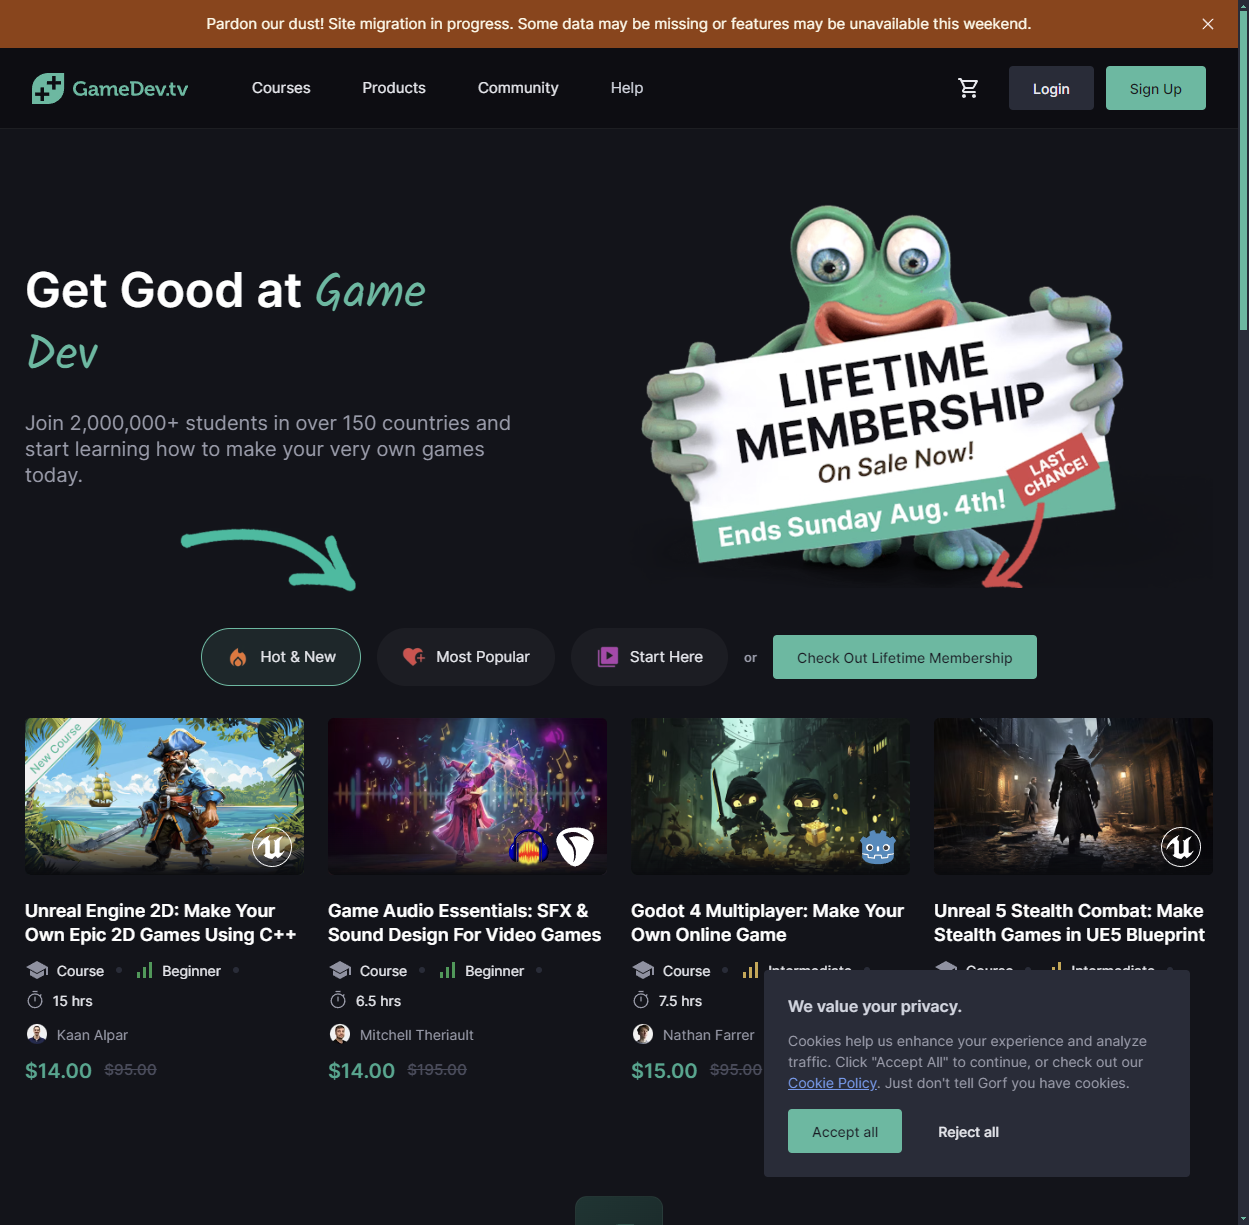 Pardon our dust! Site migration in progress. Some data may be missing or features may be unavailable this weekend.
GameDev.tv
Courses
Products
Community
Help
Login
Sign Up
Get Good at Game
Dev
Join 2,000,000+ students in over 150 countries and
start learning how to make your very own games
today.
LIFETIME
MEMBERSHIP
On Sale Now!
LAST
CHANCE!
Ends Sunday Aug. 4th!
Hot & New
Most Popular
Start Here
or
Check Out Lifetime Membership
New Course
Unreal Engine 2D: Make Your
Own Epic 2D Games Using C++
Course
Beginner
15 hrs
Kaan Alpar
$14.00 $95.00
Game Audio Essentials: SFX &
Sound Design For Video Games
Course
Beginner
6.5 hrs
Mitchell Theriault
$14.00 $195.00
Godot 4 Multiplayer: Make Your
Own Online Game
Course
Intermediate
7.5 hrs
Nathan Farrer
$15.00 $95.00
Unreal 5 Stealth Combat: Make
Stealth Games in UE5 Blueprint
Course
Intermediate
We value your privacy.
Cookies help us enhance your experience and analyze
traffic. Click "Accept All" to continue, or check out our
Cookie Policy. Just don't tell Gorf you have cookies.
Accept all
Reject all